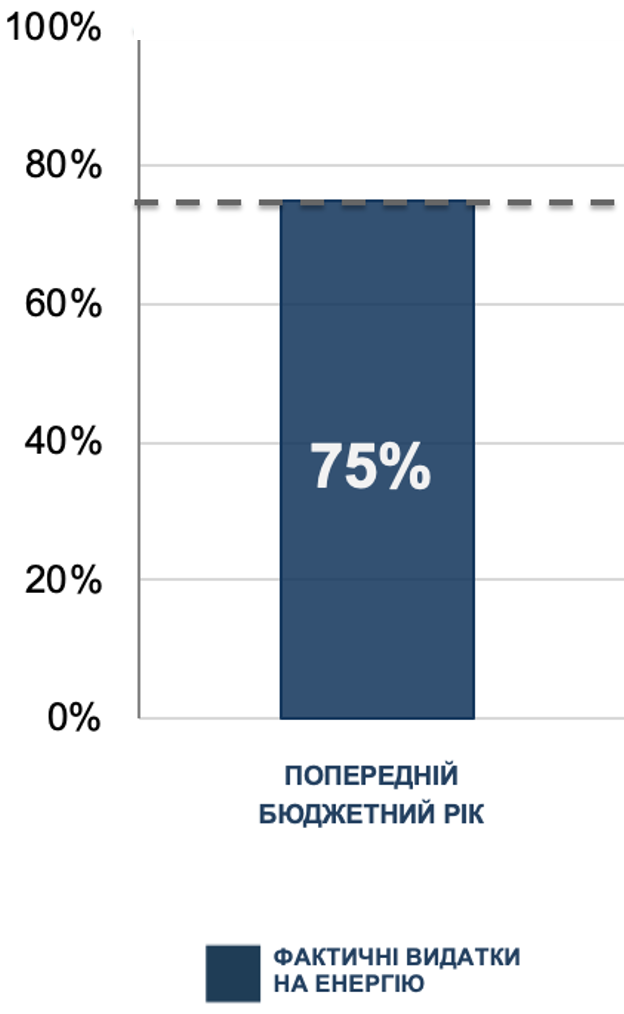 100%
80%
60%
40%
75%
20%
0%
ПОПЕРЕДНІЙ
БЮДЖЕТНИЙ РІК
ФАКТИЧНІ ВИДАТКИ
НА ЕНЕРГІЮ